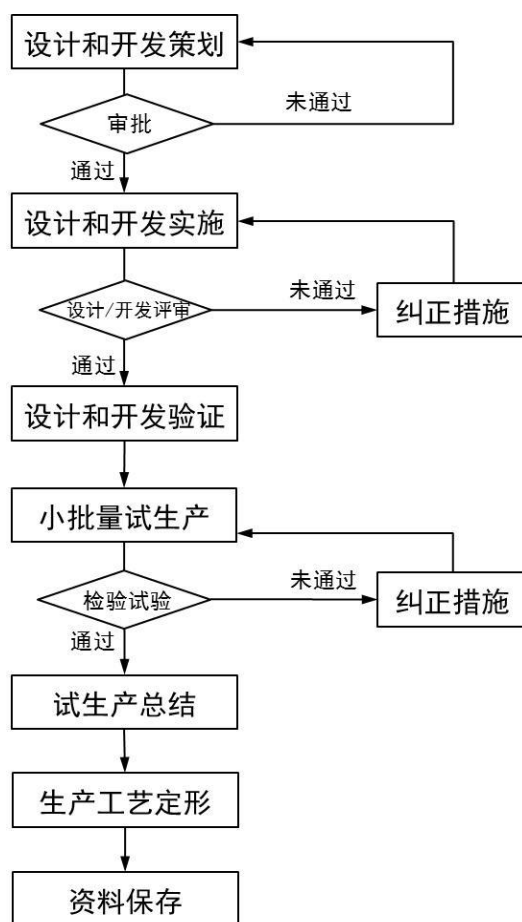 设计和开发策划
未通过
审批
通过
设计和开发实施
未通过
设计/开发评审
纠正措施
通过
设计和开发验证
小批量试生产
未通过
检验试验
纠正措施
通过
试生产总结
生产工艺定形
资料保存